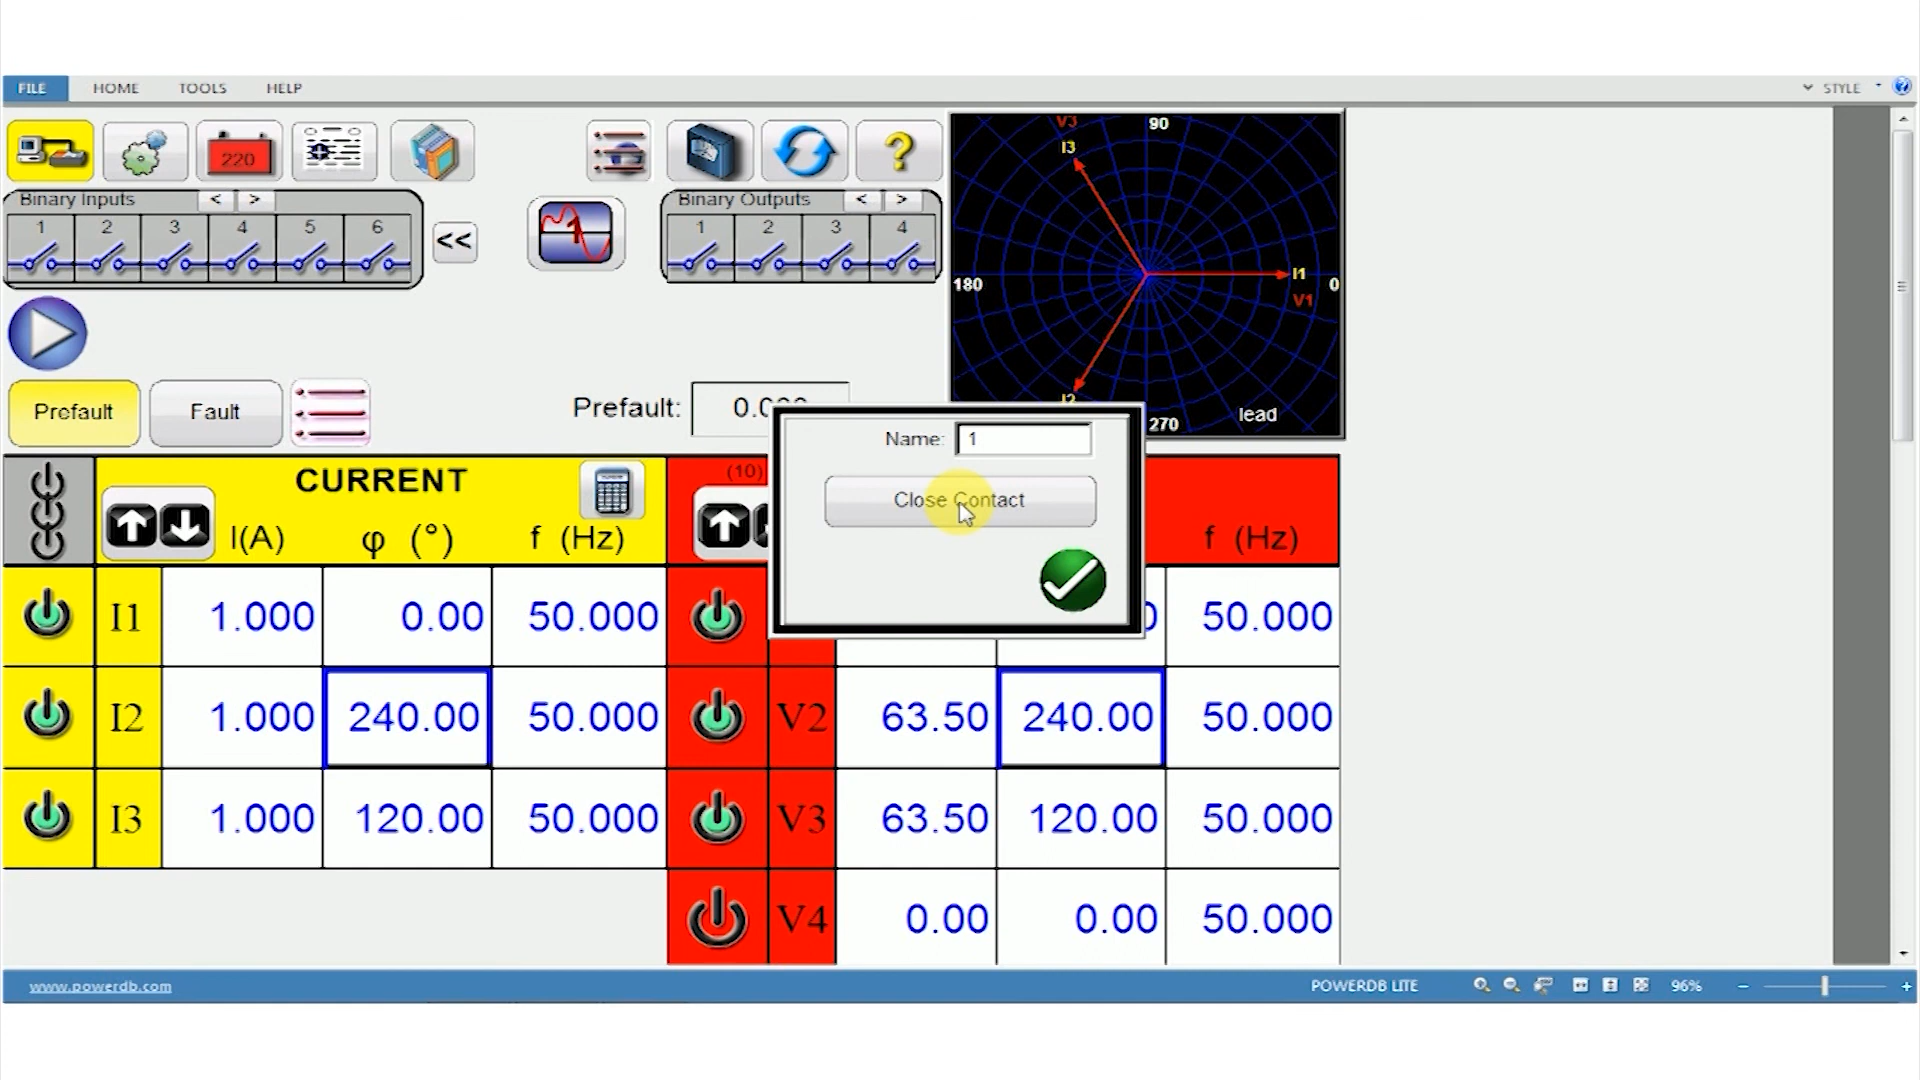 FILE HOME TOOLS HELP STYLE
220
Binary Inputs < >
1 2 3 4 5 6
<<
1
Binary Outputs < >
1 2 3 4
V3 90
I3
180 I1 0
V1
I2
270 lead
Prefault Fault Prefault:
Name: 1
Close Contact
CURRENT (10)
I(A) φ (°) f (Hz) f (Hz)
I1 1.000 0.00 50.000 50.000
I2 1.000 240.00 50.000 V2 63.50 240.00 50.000
I3 1.000 120.00 50.000 V3 63.50 120.00 50.000
V4 0.00 0.00 50.000
www.powerdb.com POWERDB LITE 96%